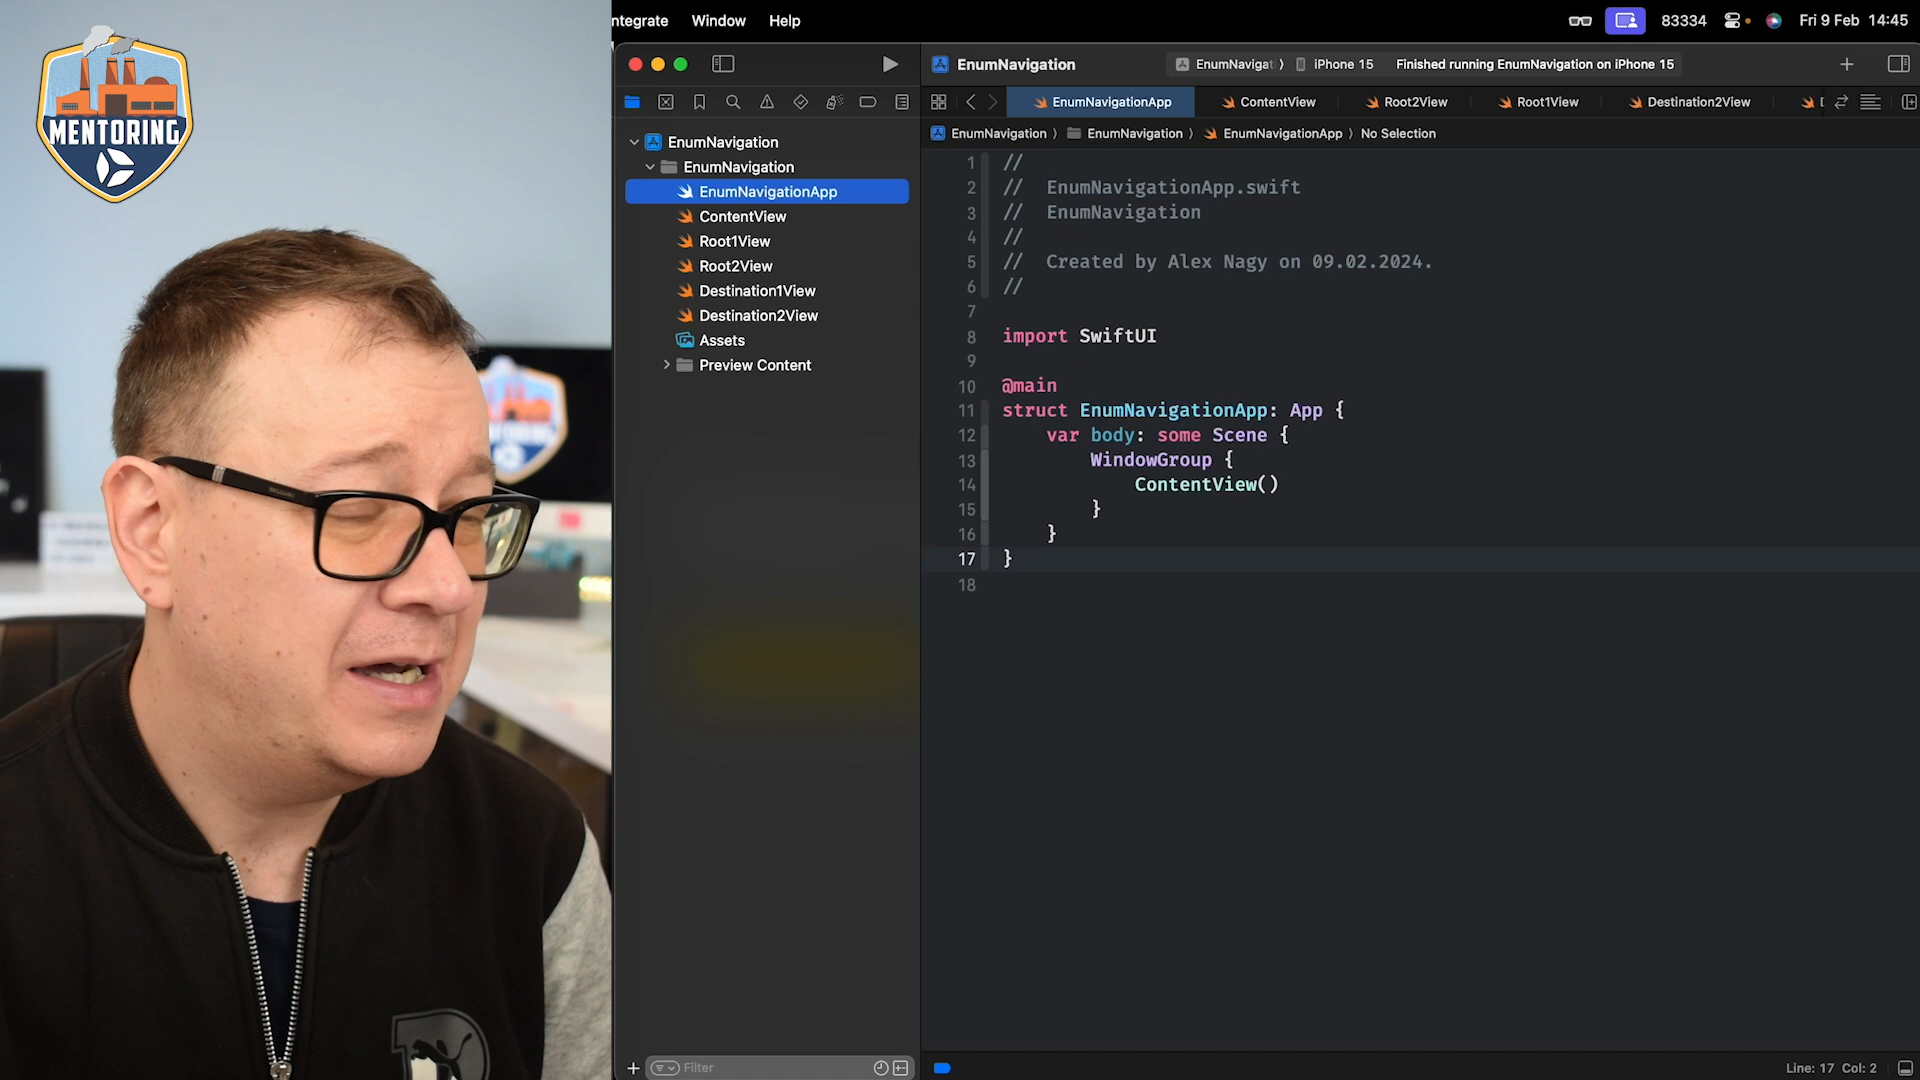 MENTORING
ntegrate Window Help
83334 Fri 9 Feb 14:45
EnumNavigation
EnumNavigat iPhone 15 Finished running EnumNavigation on iPhone 15
EnumNavigationApp ContentView Root2View Root1View Destination2View
EnumNavigation EnumNavigation EnumNavigationApp No Selection
EnumNavigation
EnumNavigation
EnumNavigationApp
ContentView
Root1View
Root2View
Destination1View
Destination2View
Assets
Preview Content
1 //
2 // EnumNavigationApp.swift
3 // EnumNavigation
4 //
5 // Created by Alex Nagy on 09.02.2024.
6 //
7
8 import SwiftUI
9
10 @main
11 struct EnumNavigationApp: App {
12 var body: some Scene {
13 WindowGroup {
14 ContentView()
15 }
16 }
17 }
18
Filter
Line: 17 Col: 2